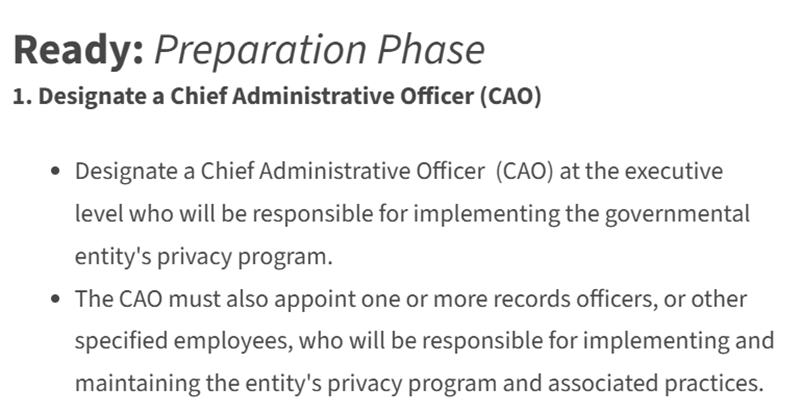 Ready: Preparation Phase
1. Designate a Chief Administrative Officer (CAO)
• Designate a Chief Administrative Officer  (CAO) at the executive
level who will be responsible for implementing the governmental
entity's privacy program.
• The CAO must also appoint one or more records officers, or other
specified employees, who will be responsible for implementing and
maintaining the entity's privacy program and associated practices.